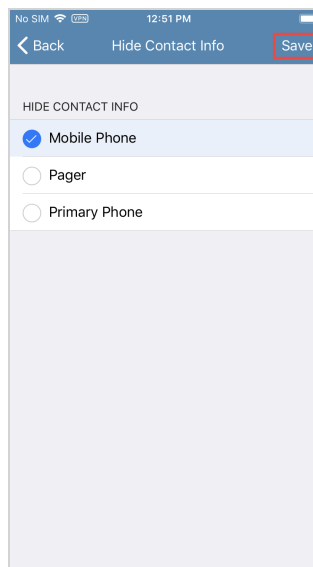 No SIM VPN 12:51 PM
Back Hide Contact Info Save
HIDE CONTACT INFO
Mobile Phone
Pager
Primary Phone